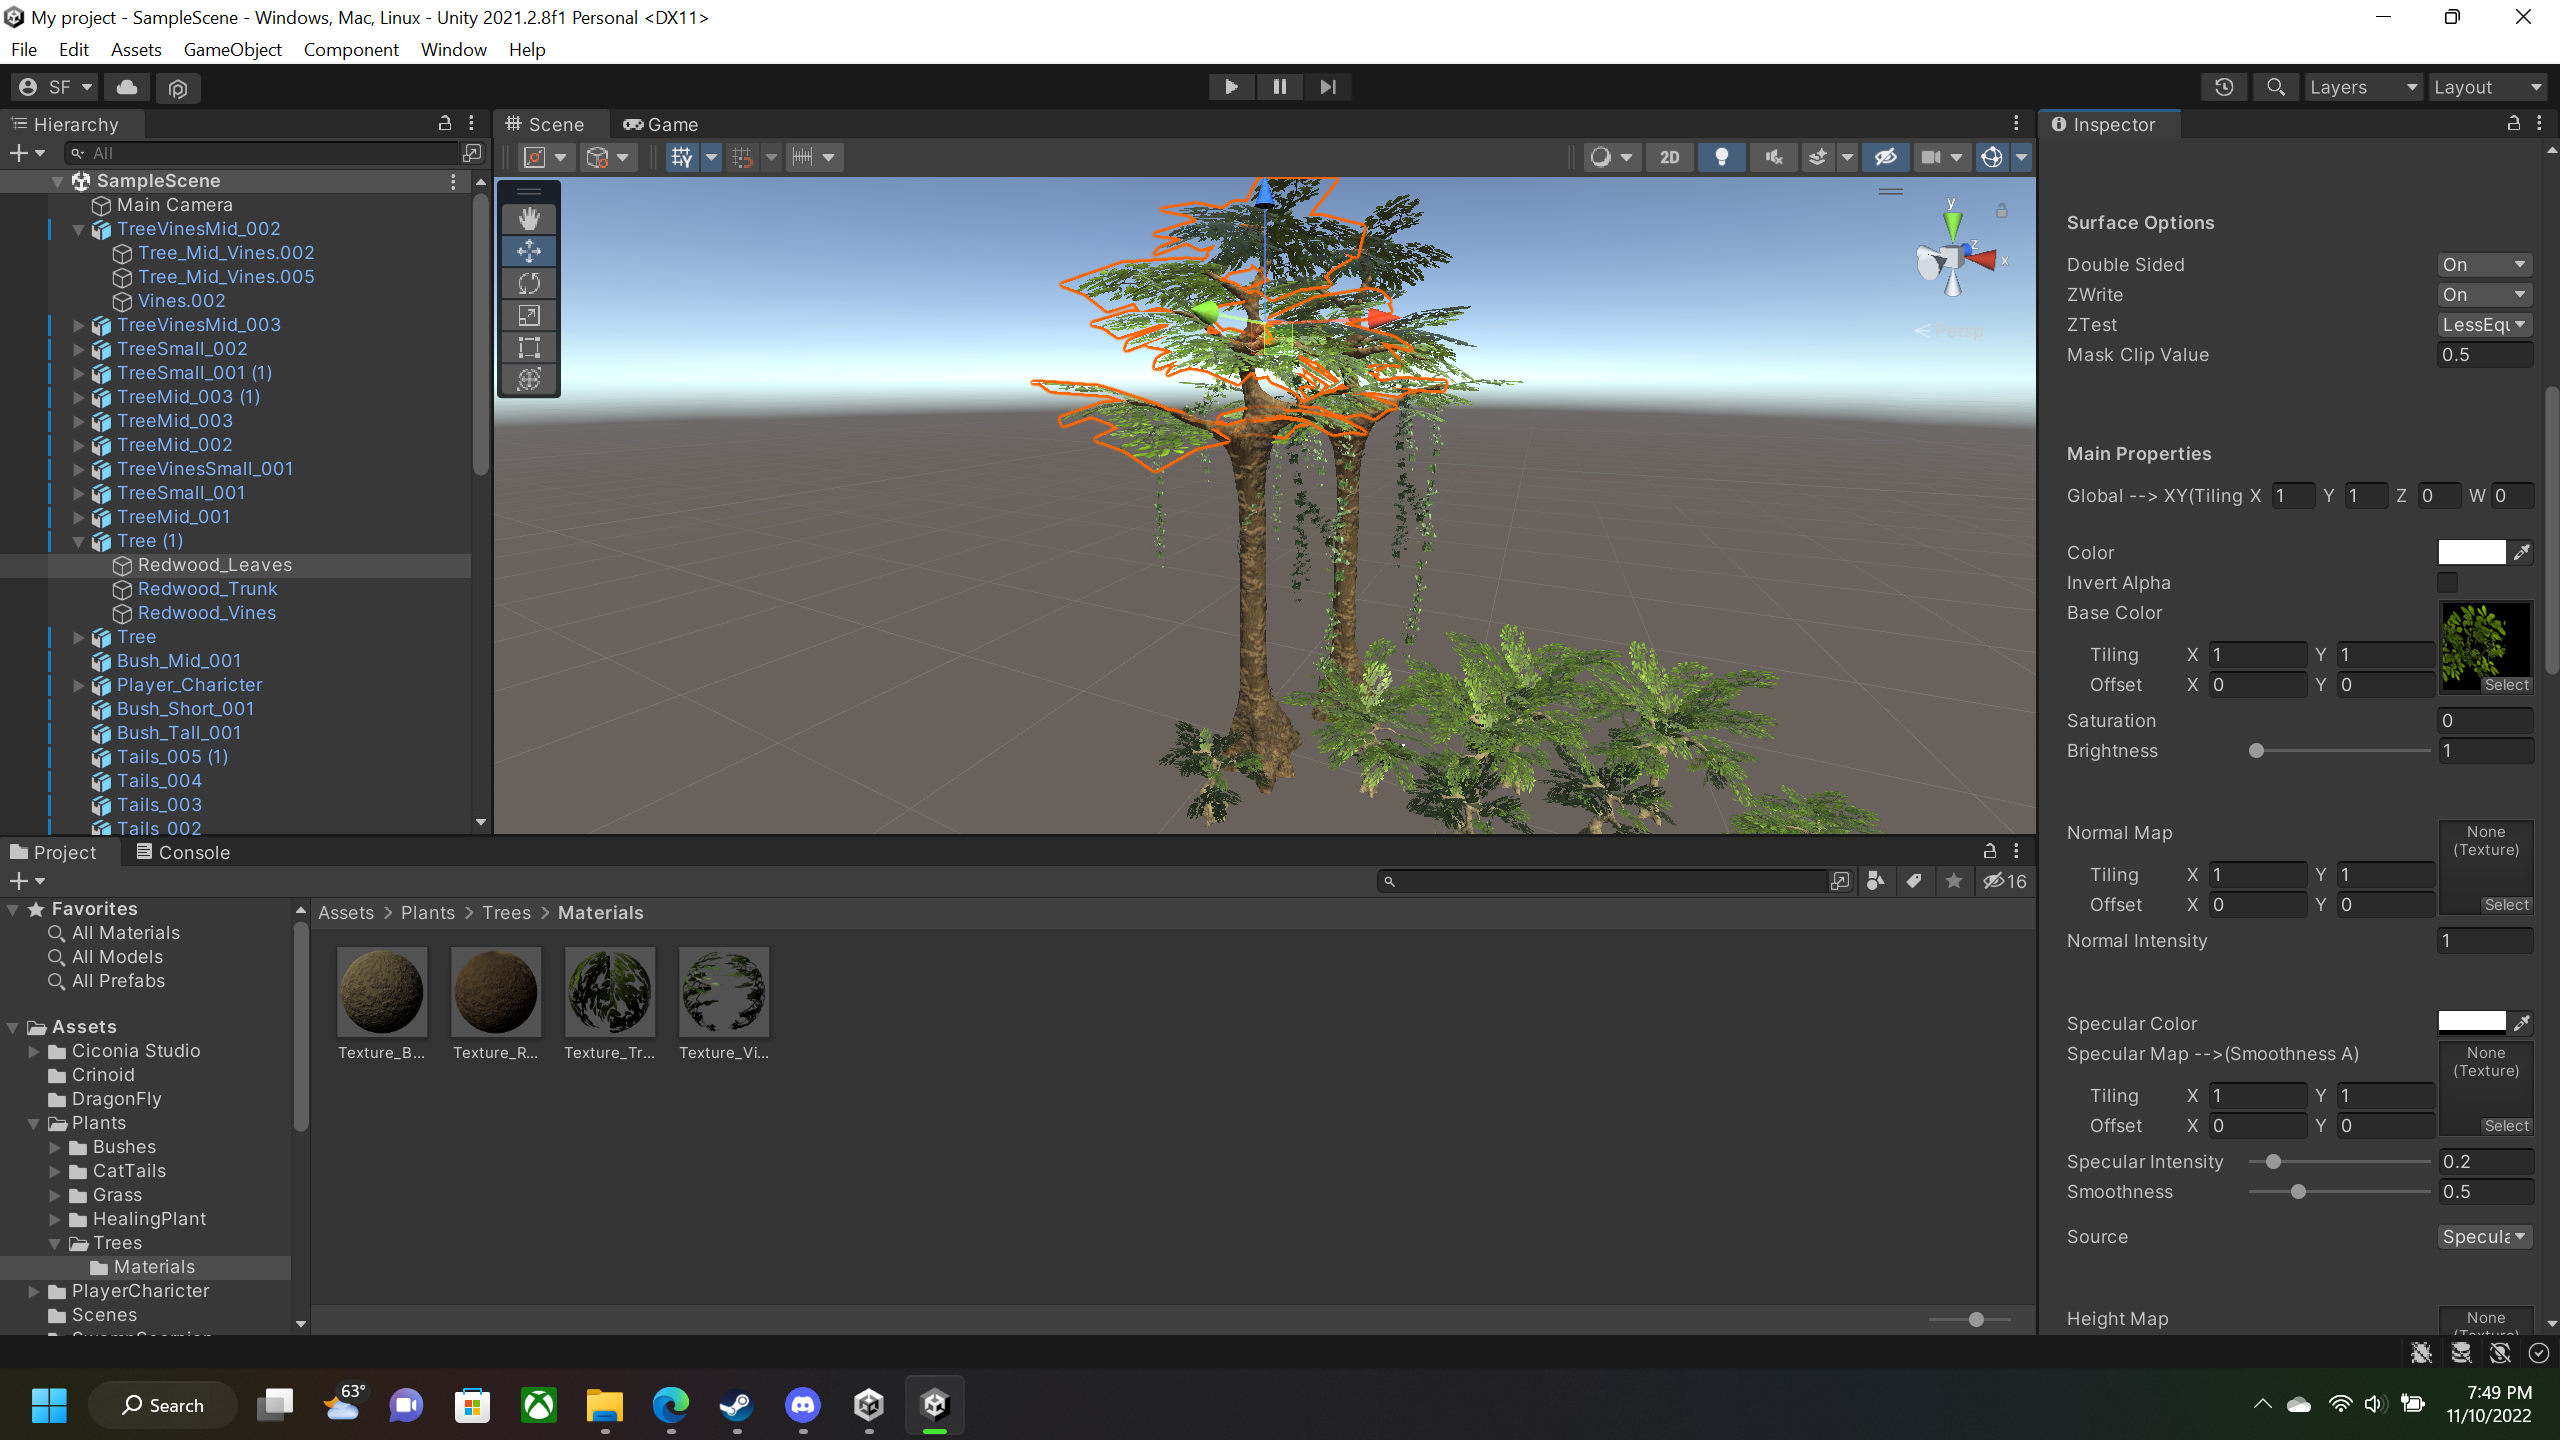 My project - SampleScene - Windows, Mac, Linux - Unity 2021.2.8f1 Personal <DX11>
File Edit Assets GameObject Component Window Help
SF
Layers
Layout
Hierarchy
All
SampleScene
Main Camera
TreeVinesMid_002
Tree_Mid_Vines.002
Tree_Mid_Vines.005
Vines.002
TreeVinesMid_003
TreeSmall_002
TreeSmall_001 (1)
TreeMid_003 (1)
TreeMid_003
TreeMid_002
TreeVinesSmall_001
TreeSmall_001
TreeMid_001
Tree (1)
Redwood_Leaves
Redwood_Trunk
Redwood_Vines
Tree
Bush_Mid_001
Player_Charicter
Bush_Short_001
Bush_Tall_001
Tails_005 (1)
Tails_004
Tails_003
Tails_002
Scene
Game
2D
y
z
x
Persp
Inspector
Surface Options
Double Sided On
ZWrite On
ZTest LessEqu
Mask Clip Value 0.5
Main Properties
Global --> XY(Tiling X 1 Y 1 Z 0 W 0
Color
Invert Alpha
Base Color
Tiling X 1 Y 1
Offset X 0 Y 0
Select
Saturation 0
Brightness 1
Normal Map
None
(Texture)
Tiling X 1 Y 1
Offset X 0 Y 0
Select
Normal Intensity 1
Specular Color
Specular Map -->(Smoothness A)
None
(Texture)
Tiling X 1 Y 1
Offset X 0 Y 0
Select
Specular Intensity 0.2
Smoothness 0.5
Source Specula
Height Map
None
(Texture)
Project
Console
16
Favorites
All Materials
All Models
All Prefabs
Assets
Ciconia Studio
Crinoid
DragonFly
Plants
Bushes
CatTails
Grass
HealingPlant
Trees
Materials
PlayerCharicter
Scenes
SwampScorpion
Assets > Plants > Trees > Materials
Texture_B...
Texture_R...
Texture_Tr...
Texture_Vi...
Search
63°
7:49 PM
11/10/2022